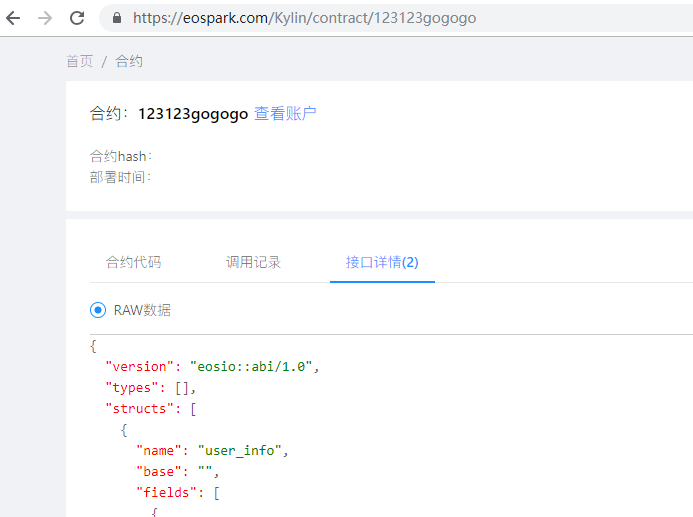 https://eospark.com/Kylin/contract/123123gogogo
首页 / 合约
合约：123123gogogo 查看账户
合约hash：
部署时间：
合约代码 调用记录 接口详情(2)
RAW数据
{
"version": "eosio::abi/1.0",
"types": [],
"structs": [
{
"name": "user_info",
"base": "",
"fields": [
{